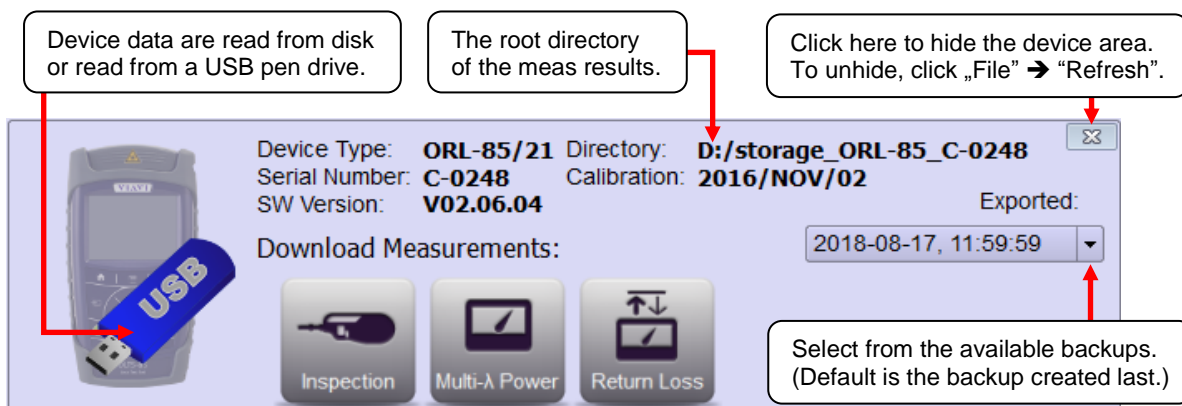 Device data are read from disk
or read from a USB pen drive.
The root directory
of the meas results.
Click here to hide the device area.
To unhide, click „File” ➔ “Refresh”.
Device Type: ORL-85/21 Directory: D:/storage_ORL-85_C-0248
Serial Number: C-0248 Calibration: 2016/NOV/02
SW Version: V02.06.04
Exported:
VIAVI
Download Measurements:
2018-08-17, 11:59:59
USB
Inspection
Multi-λ Power
Return Loss
Select from the available backups.
(Default is the backup created last.)